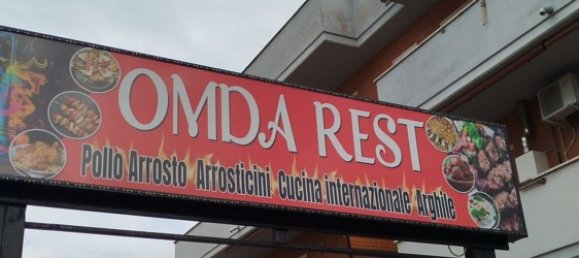 OMDA REST
Pollo Arrosto Arrosticini Cucina internazionale Arghile